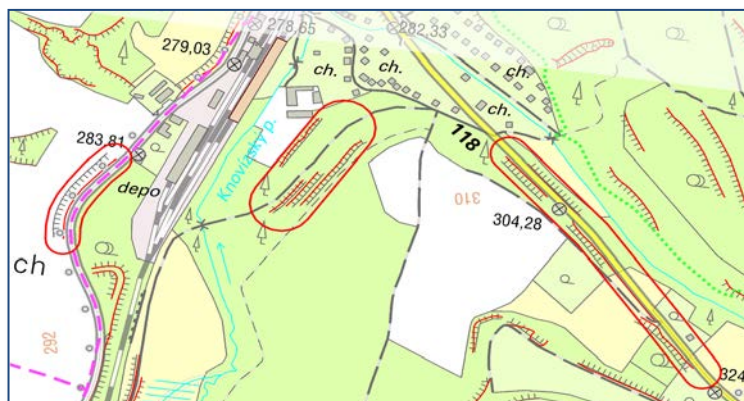 278,65
282,33
279,03
ch.
ch.
ch.
ch.
283,81
118
depo
Knovízský p.
310
304,28
ch
292
324